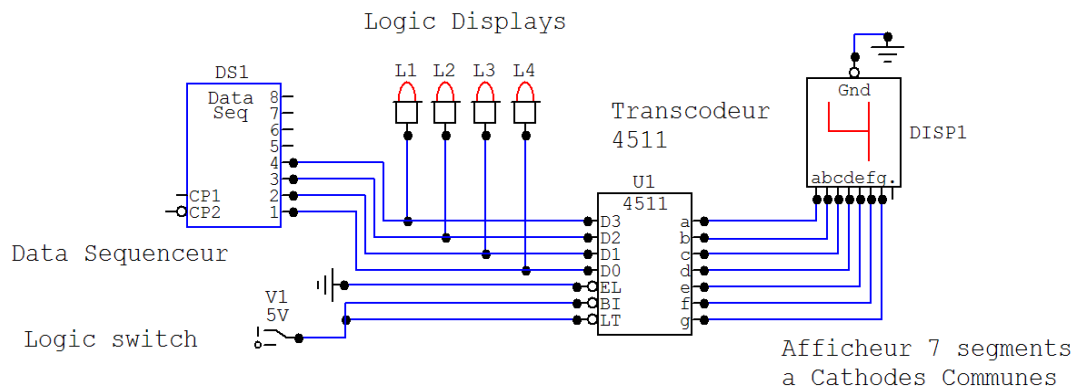 Logic Displays
DS1
Data
Seq
8
7
6
5
4
3
2
1
CP1
CP2
L1 L2 L3 L4
Transcodeur
4511
Gnd
DISP1
abcdefg.
U1
4511
D3
D2
D1
D0
EL
BI
LT
a
b
c
d
e
f
g
Data Sequenceur
V1
5V
Logic switch
Afficheur 7 segments
a Cathodes Communes